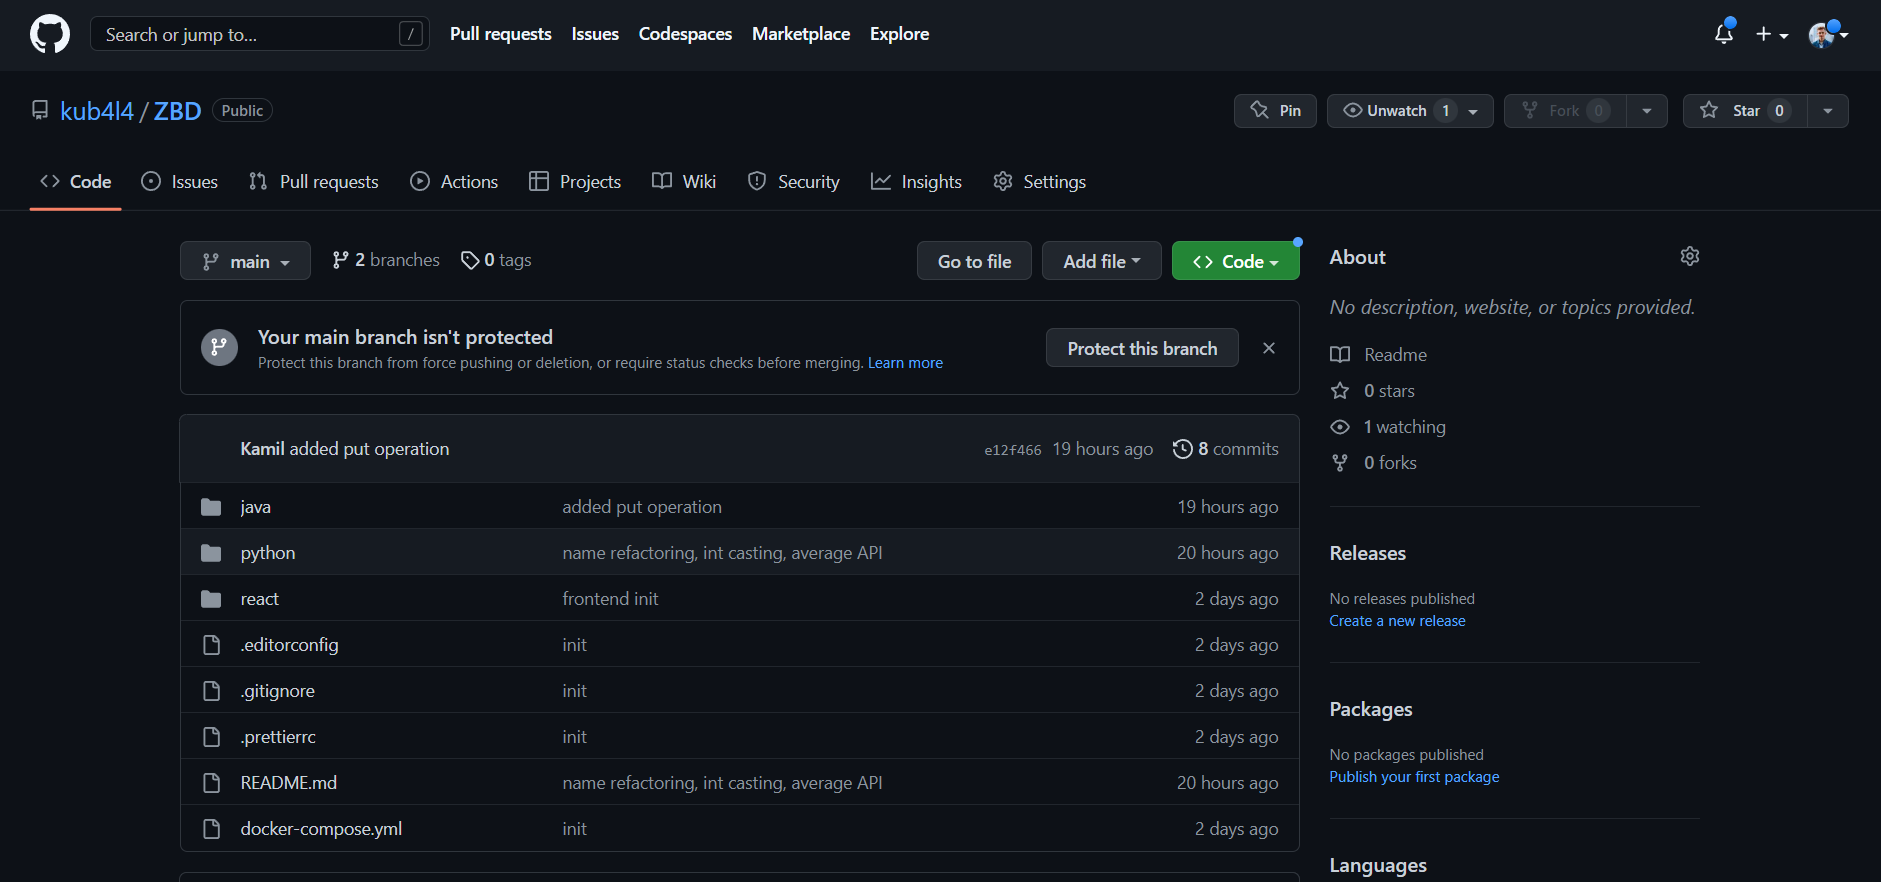 Search or jump to... /
Pull requests Issues Codespaces Marketplace Explore
kub4l4 / ZBD Public
Pin Unwatch 1 Fork 0 Star 0
Code Issues Pull requests Actions Projects Wiki Security Insights Settings
main 2 branches 0 tags
Go to file Add file Code
Your main branch isn't protected
Protect this branch from force pushing or deletion, or require status checks before merging. Learn more
Protect this branch
Kamil added put operation e12f466 19 hours ago 8 commits
java added put operation 19 hours ago
python name refactoring, int casting, average API 20 hours ago
react frontend init 2 days ago
.editorconfig init 2 days ago
.gitignore init 2 days ago
.prettierrc init 2 days ago
README.md name refactoring, int casting, average API 20 hours ago
docker-compose.yml init 2 days ago
About
No description, website, or topics provided.
Readme
0 stars
1 watching
0 forks
Releases
No releases published
Create a new release
Packages
No packages published
Publish your first package
Languages